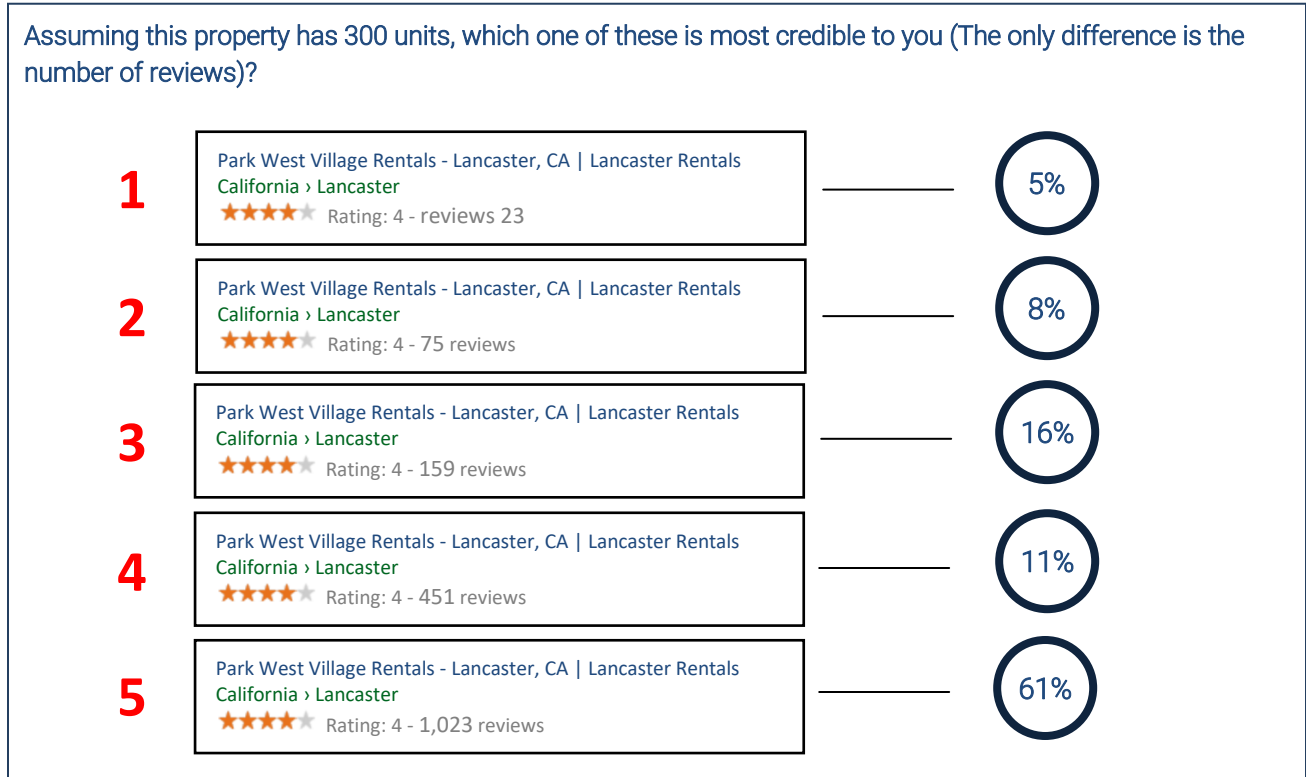 Assuming this property has 300 units, which one of these is most credible to you (The only difference is the
number of reviews)?
1
Park West Village Rentals - Lancaster, CA | Lancaster Rentals
California › Lancaster
Rating: 4 - reviews 23
5%
2
Park West Village Rentals - Lancaster, CA | Lancaster Rentals
California › Lancaster
Rating: 4 - 75 reviews
8%
3
Park West Village Rentals - Lancaster, CA | Lancaster Rentals
California › Lancaster
Rating: 4 - 159 reviews
16%
4
Park West Village Rentals - Lancaster, CA | Lancaster Rentals
California › Lancaster
Rating: 4 - 451 reviews
11%
5
Park West Village Rentals - Lancaster, CA | Lancaster Rentals
California › Lancaster
Rating: 4 - 1,023 reviews
61%